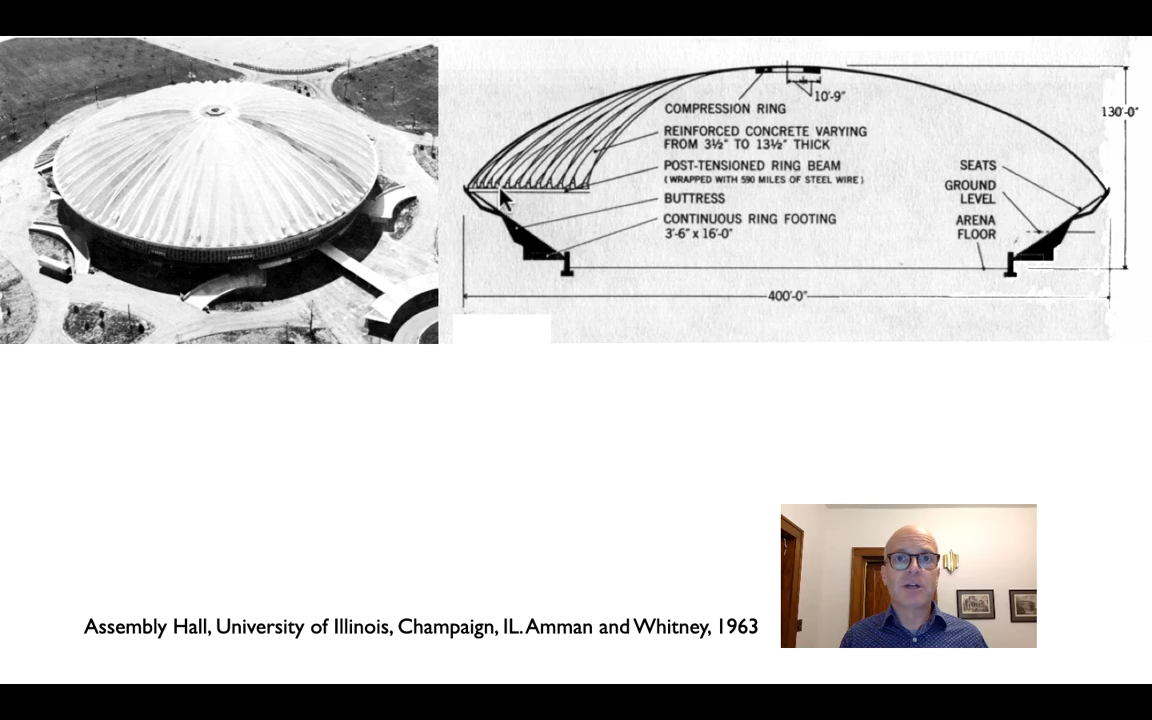 10'-9"
130'-0"
COMPRESSION RING
REINFORCED CONCRETE VARYING
FROM 3½" TO 13½" THICK
POST-TENSIONED RING BEAM
(WRAPPED WITH 590 MILES OF STEEL WIRE)
BUTTRESS
CONTINUOUS RING FOOTING
3'-6" x 16'-0"
SEATS
GROUND
LEVEL
ARENA
FLOOR
400'-0"
Assembly Hall, University of Illinois, Champaign, IL. Amman and Whitney, 1963